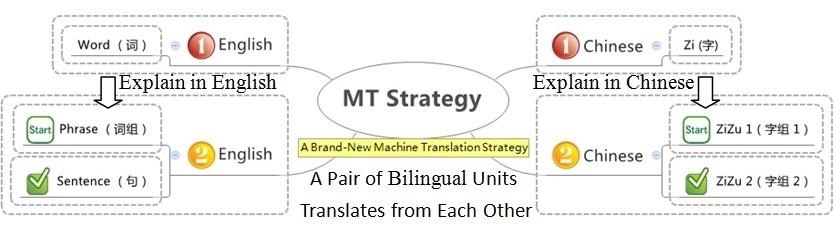 Word（词）
1 English
Explain in English
Start Phrase（词组）
Sentence（句）
2 English
MT Strategy
A Brand-New Machine Translation Strategy
A Pair of Bilingual Units
Translates from Each Other
1 Chinese
Zi (字)
Explain in Chinese
2 Chinese
Start ZiZu 1（字组 1）
ZiZu 2（字组 2）